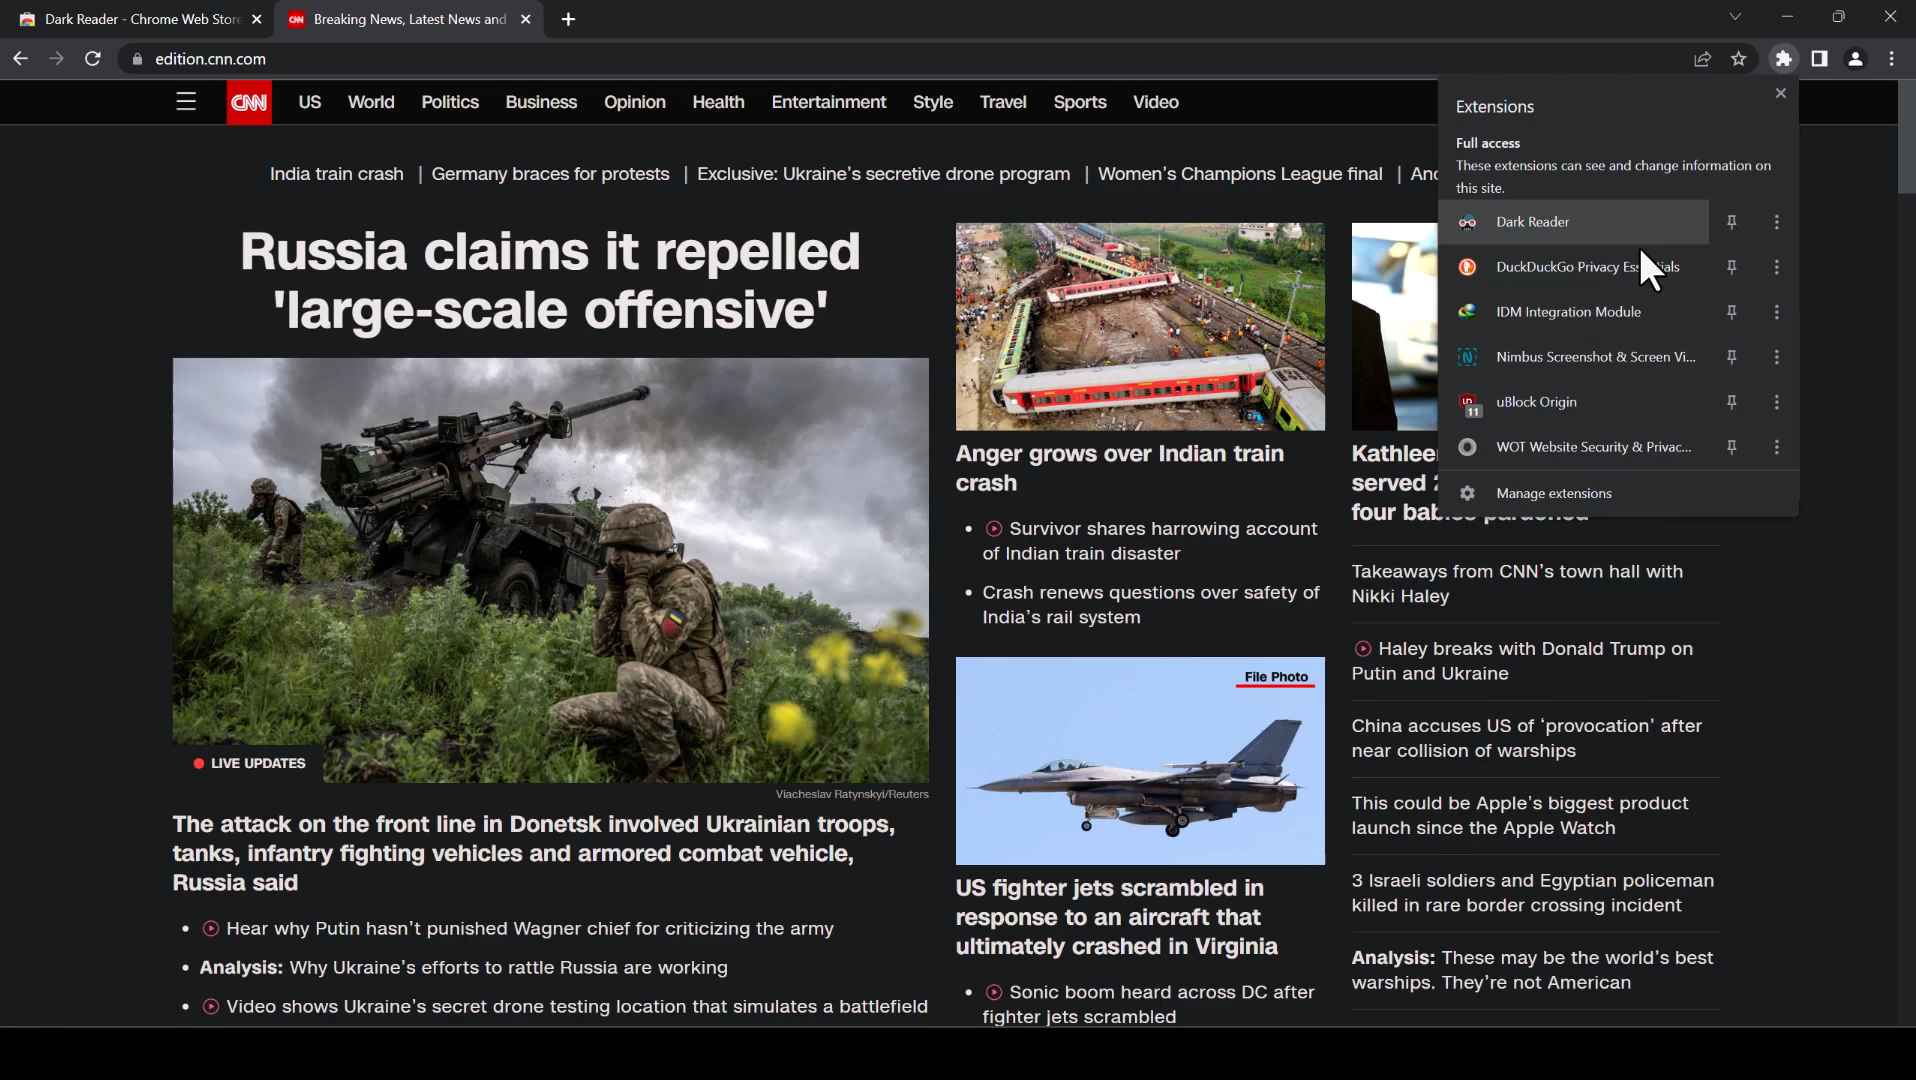 Dark Reader - Chrome Web Store
Breaking News, Latest News and
edition.cnn.com
CNN
US World Politics Business Opinion Health Entertainment Style Travel Sports Video
India train crash | Germany braces for protests | Exclusive: Ukraine’s secretive drone program | Women’s Champions League final |
Extensions
Full access
These extensions can see and change information on
this site.
Dark Reader
DuckDuckGo Privacy
IDM Integration Module
Nimbus Screenshot & Screen Vi...
uBlock Origin
11
WOT Website Security & Privac...
Manage extensions
Russia claims it repelled
'large-scale offensive'
LIVE UPDATES
Viacheslav Ratynskyi/Reuters
The attack on the front line in Donetsk involved Ukrainian troops,
tanks, infantry fighting vehicles and armored combat vehicle,
Russia said
• Hear why Putin hasn’t punished Wagner chief for criticizing the army
• Analysis: Why Ukraine’s efforts to rattle Russia are working
• Video shows Ukraine’s secret drone testing location that simulates a battlefield
Anger grows over Indian train
crash
• Survivor shares harrowing account
of Indian train disaster
• Crash renews questions over safety of
India’s rail system
File Photo
US fighter jets scrambled in
response to an aircraft that
ultimately crashed in Virginia
• Sonic boom heard across DC after
fighter jets scrambled
served
four
Takeaways from CNN’s town hall with
Nikki Haley
Haley breaks with Donald Trump on
Putin and Ukraine
China accuses US of ‘provocation’ after
near collision of warships
This could be Apple’s biggest product
launch since the Apple Watch
3 Israeli soldiers and Egyptian policeman
killed in rare border crossing incident
Analysis: These may be the world’s best
warships. They’re not American